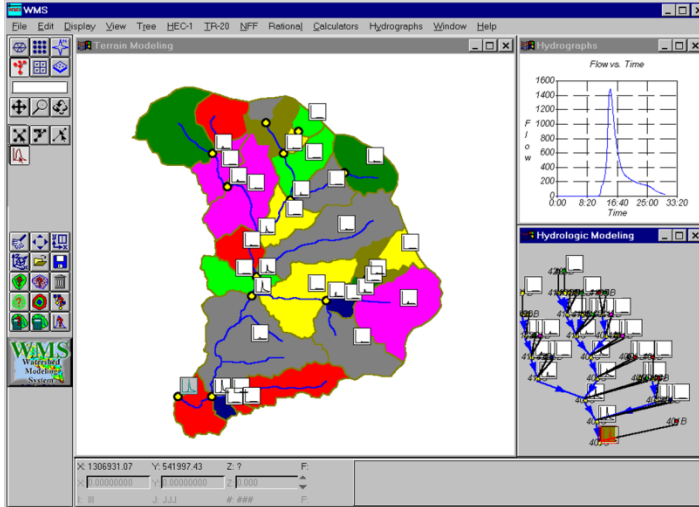 WMS
File Edit Display View Tree HEC-1 TR-20 NFF Rational Calculators Hydrographs Window Help
Terrain Modeling
Hydrographs
Flow vs. Time
1600
1400
1200
1000
800
600
400
200
0
Flow
0:00 8:20 16:40 25:00 33:20
Time
Hydrologic Modeling
WMS
Watershed
Modeling
System
X: 1306931.07 Y: 541997.43 Z: ? F:
X: 0.00000000 Y: 0.00000000 Z: 0.000
I: III J: JJJ #: ### F: